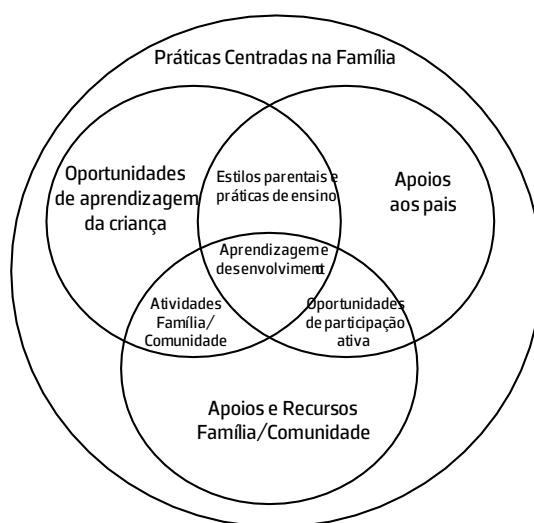 Práticas Centradas na Família
Oportunidades
de aprendizagem
da criança
Estilos parentais e
práticas de ensino
Apoios
aos pais
Aprendizagem e
desenvolviment
Atividades
Família/
Comunidade
Oportunidades
de participação
ativa
Apoios e Recursos
Família/Comunidade